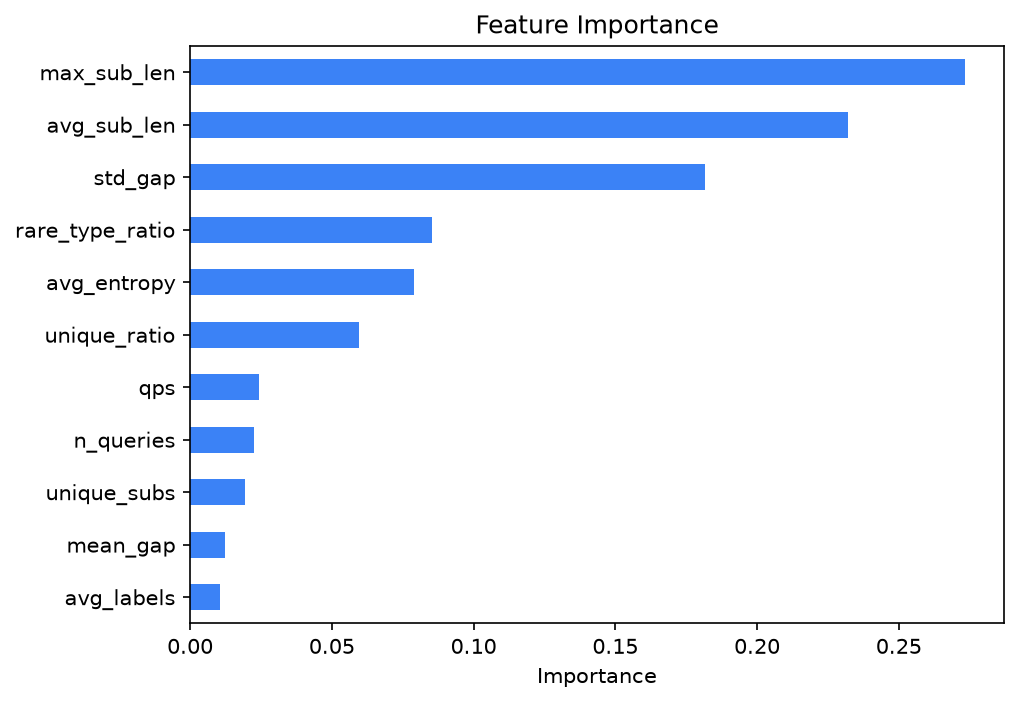 Feature Importance
max_sub_len
avg_sub_len
std_gap
rare_type_ratio
avg_entropy
unique_ratio
qps
n_queries
unique_subs
mean_gap
avg_labels
0.00 0.05 0.10 0.15 0.20 0.25
Importance